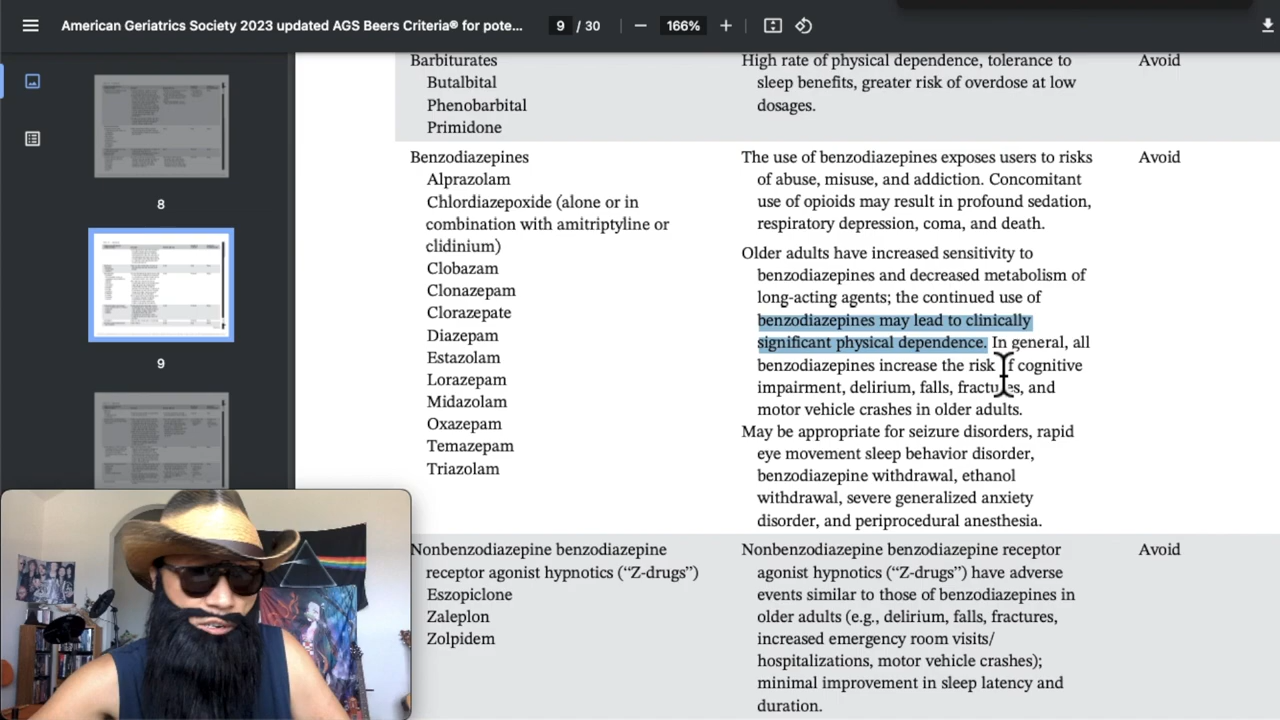 American Geriatrics Society 2023 updated AGS Beers Criteria® for pote...
9 / 30
166%
8
9
Barbiturates
Butalbital
Phenobarbital
Primidone
High rate of physical dependence, tolerance to
sleep benefits, greater risk of overdose at low
dosages.
Avoid
Benzodiazepines
Alprazolam
Chlordiazepoxide (alone or in
combination with amitriptyline or
clidinium)
Clobazam
Clonazepam
Clorazepate
Diazepam
Estazolam
Lorazepam
Midazolam
Oxazepam
Temazepam
Triazolam
The use of benzodiazepines exposes users to risks
of abuse, misuse, and addiction. Concomitant
use of opioids may result in profound sedation,
respiratory depression, coma, and death.
Older adults have increased sensitivity to
benzodiazepines and decreased metabolism of
long-acting agents; the continued use of
benzodiazepines may lead to clinically
significant physical dependence. In general, all
benzodiazepines increase the risk of cognitive
impairment, delirium, falls, fractures, and
motor vehicle crashes in older adults.
May be appropriate for seizure disorders, rapid
eye movement sleep behavior disorder,
benzodiazepine withdrawal, ethanol
withdrawal, severe generalized anxiety
disorder, and periprocedural anesthesia.
Avoid
Nonbenzodiazepine benzodiazepine
receptor agonist hypnotics (“Z-drugs”)
Eszopiclone
Zaleplon
Zolpidem
Nonbenzodiazepine benzodiazepine receptor
agonist hypnotics (“Z-drugs”) have adverse
events similar to those of benzodiazepines in
older adults (e.g., delirium, falls, fractures,
increased emergency room visits/
hospitalizations, motor vehicle crashes);
minimal improvement in sleep latency and
duration.
Avoid